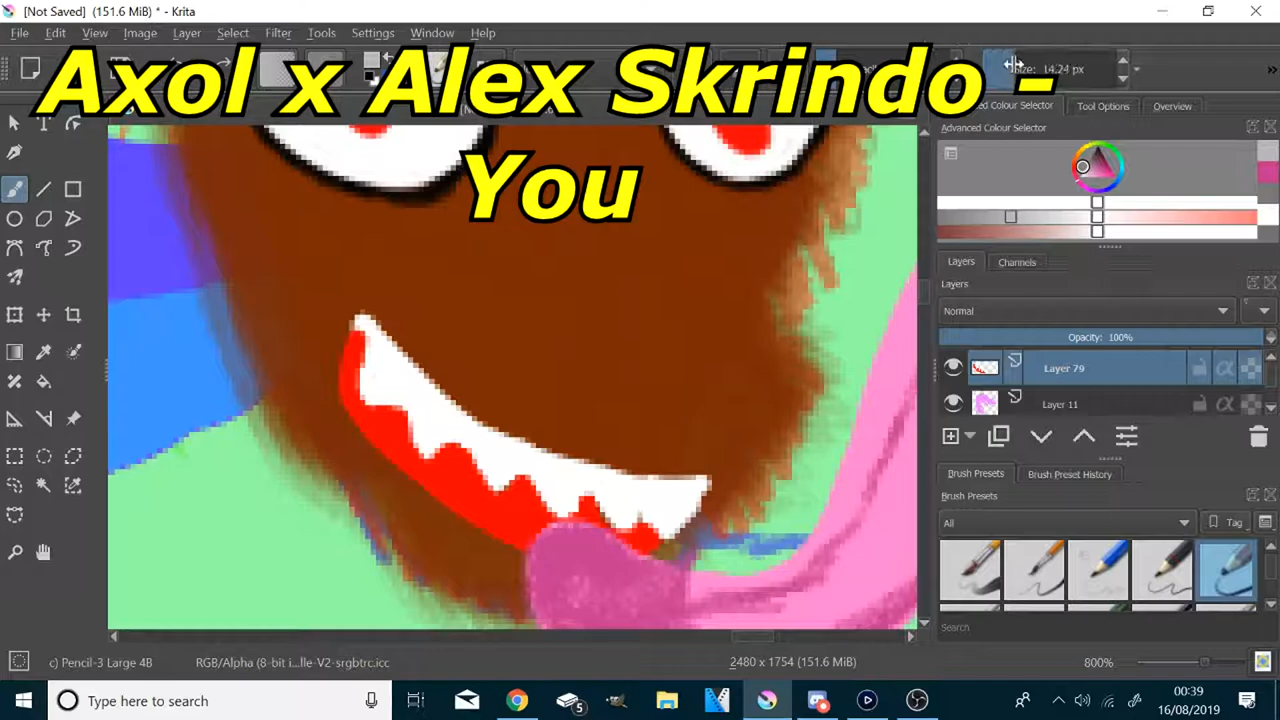 [Not Saved] (151.6 MiB) * - Krita
File Edit View Image Layer Select Filter Tools Settings Window Help
Axol x Alex Skrindo -
You
Size: 14.24 px
Advanced Colour Selector Tool Options Overview
Advanced Colour Selector
Layers Channels
Layers
Normal
Opacity: 100%
Layer 79
Layer 11
Brush Presets Brush Preset History
Brush Presets
All Tag
Search
c) Pencil-3 Large 4B RGB/Alpha (8-bit i...lle-V2-srgbtrc.icc 2480 x 1754 (151.6 MiB) 800%
Type here to search 5 00:39
16/08/2019